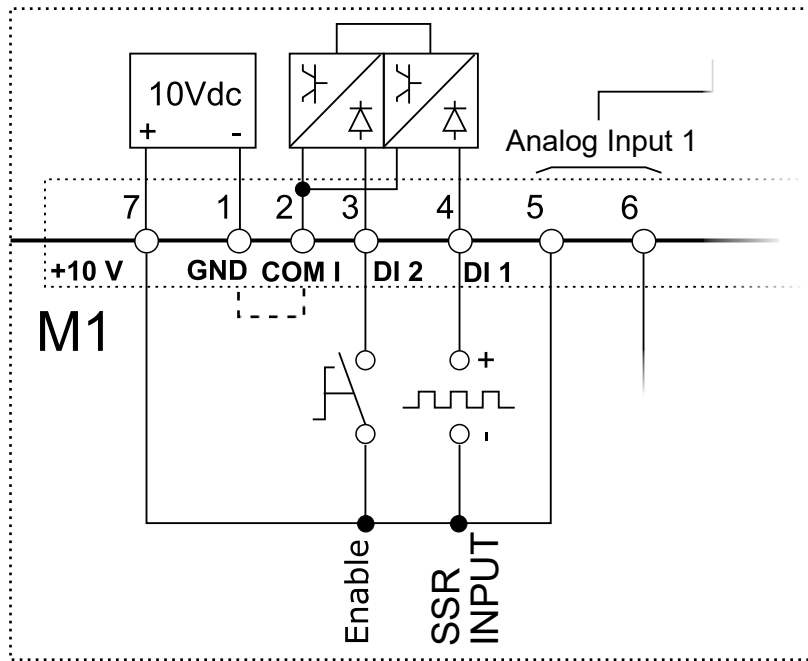 10Vdc
+ -
Analog Input 1
7 1 2 3 4 5 6
+10 V GND COM I DI 2 DI 1
M1
+
-
Enable
SSR
INPUT